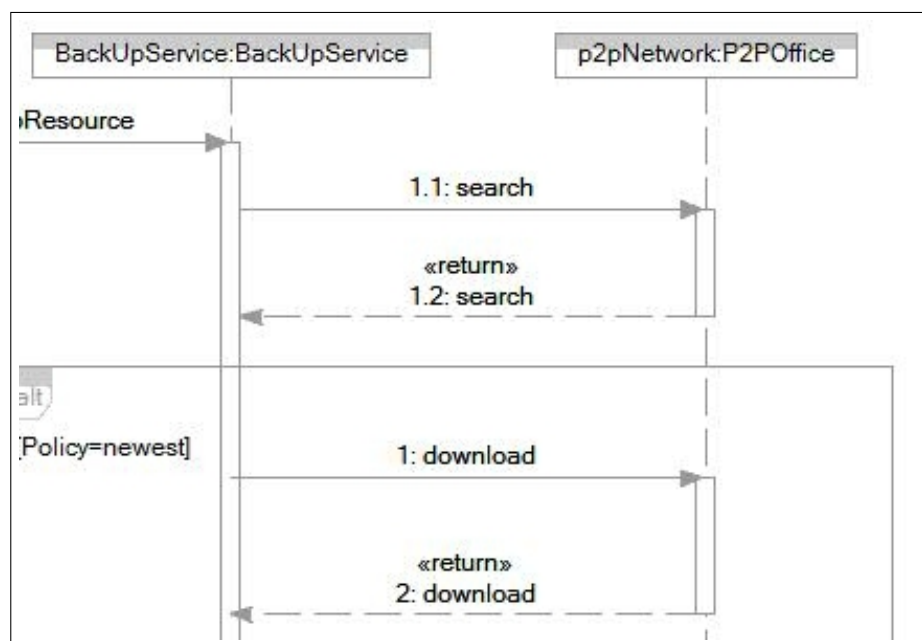 BackUpService:BackUpService
p2pNetwork:P2POffice
Resource
1.1: search
«return»
1.2: search
alt
[Policy=newest]
1: download
«return»
2: download